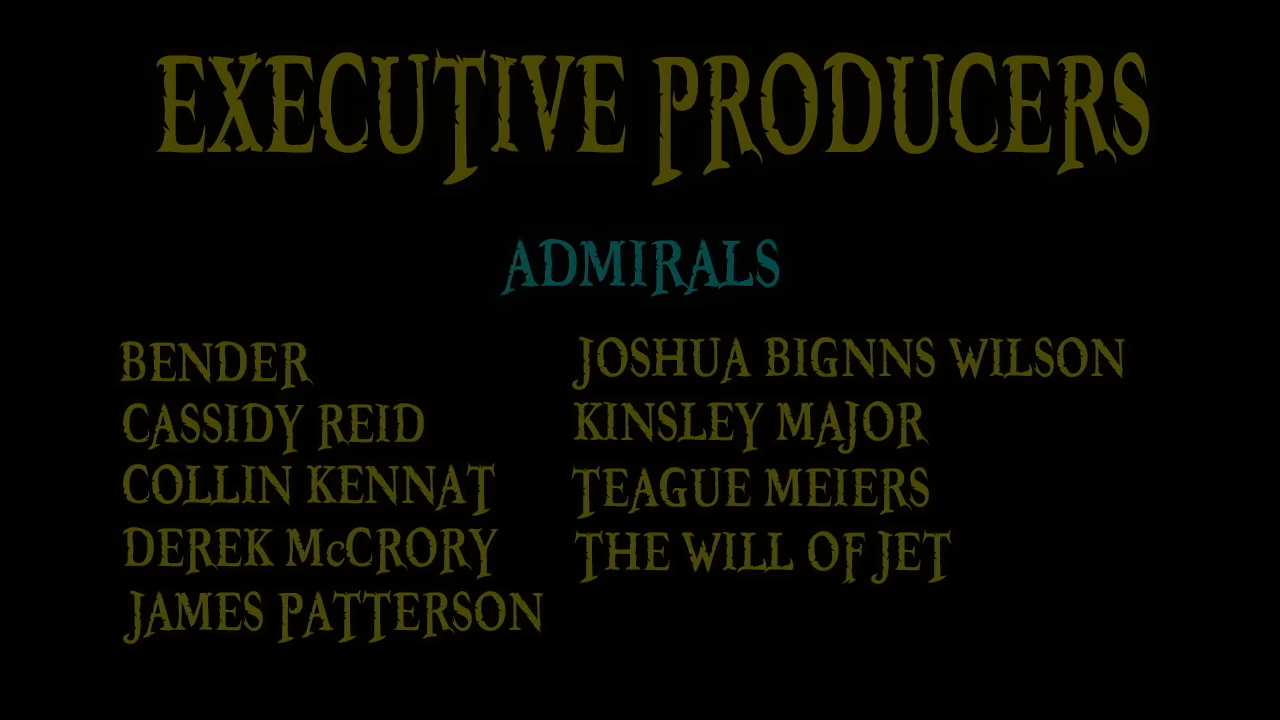 EXECUTIVE PRODUCERS
ADMIRALS
BENDER
CASSIDY REID
COLLIN KENNAT
DEREK McCRORY
JAMES PATTERSON
JOSHUA BIGNNS WILSON
KINSLEY MAJOR
TEAGUE MEIERS
THE WILL OF JET